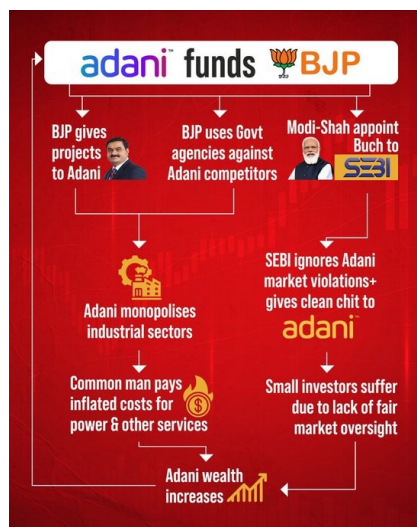 adani™ funds BJP
BJP gives
projects
to Adani
BJP uses Govt
agencies against
Adani competitors
Modi-Shah appoint
Buch to
SEBI
Adani monopolises
industrial sectors
SEBI ignores Adani
market violations+
gives clean chit to
adani™
Common man pays
inflated costs for
power & other services
Small investors suffer
due to lack of fair
market oversight
Adani wealth
increases